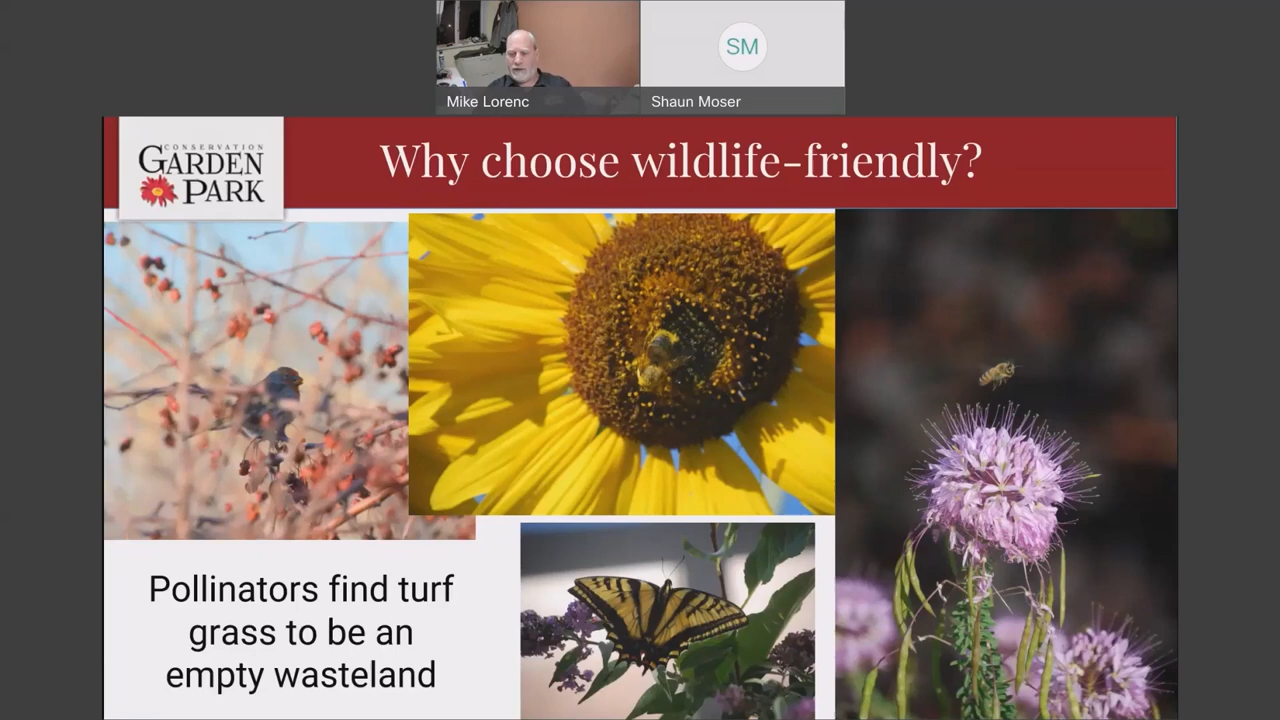 SM
Mike Lorenc
Shaun Moser
CONSERVATION
GARDEN
PARK
Why choose wildlife-friendly?
Pollinators find turf
grass to be an
empty wasteland